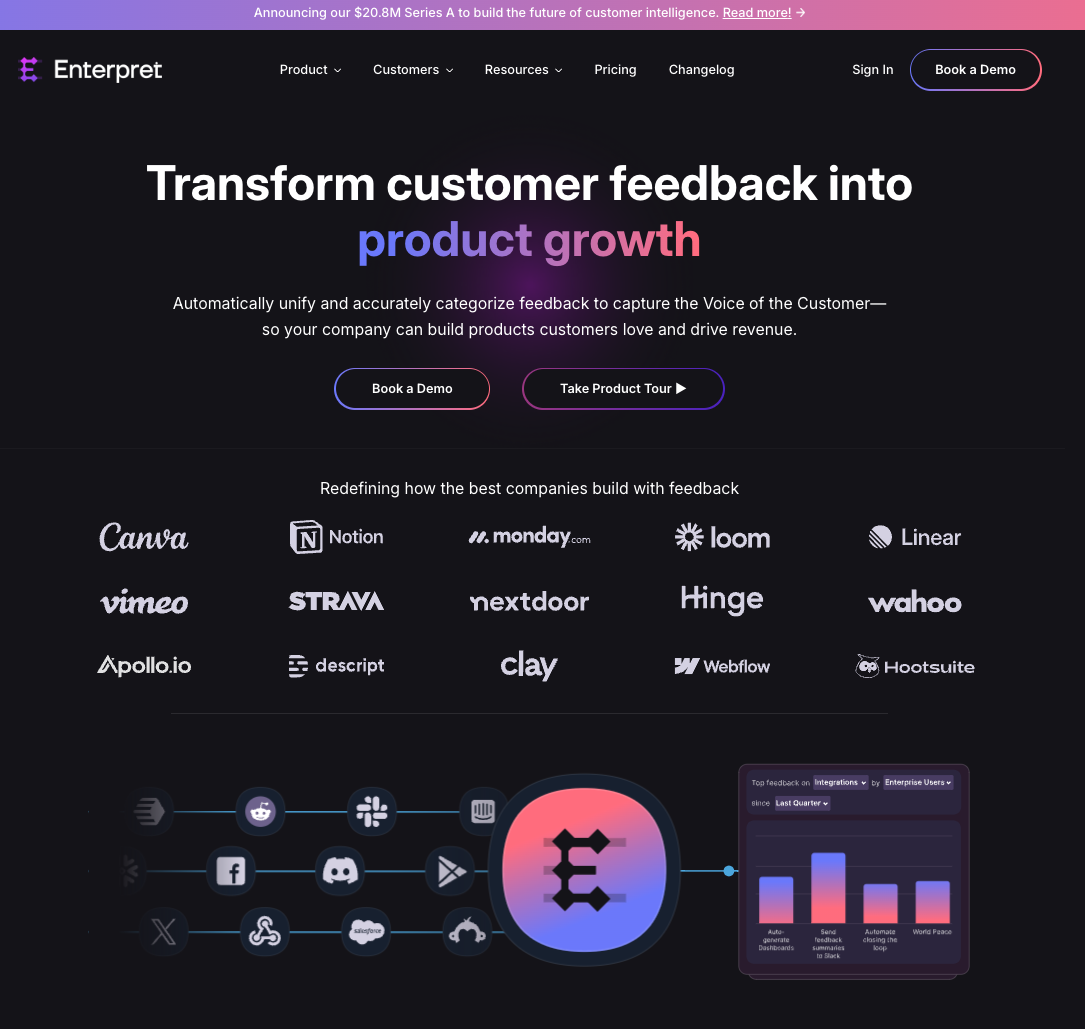 Announcing our $20.8M Series A to build the future of customer intelligence. Read more! →
Enterpret
Product
Customers
Resources
Pricing
Changelog
Sign In
Book a Demo
Transform customer feedback into
product growth
Automatically unify and accurately categorize feedback to capture the Voice of the Customer—
so your company can build products customers love and drive revenue.
Book a Demo
Take Product Tour ▶
Redefining how the best companies build with feedback
Canva
Notion
monday.com
loom
Linear
vimeo
STRAVA
nextdoor
Hinge
wahoo
Apollo.io
descript
clay
Webflow
Hootsuite
salesforce
Top feedback on Integrations by Enterprise Users
since Last Quarter
Auto-
generate
Dashboards
Send
feedback
summaries
to Slack
Automate
closing the
loop
World Peace